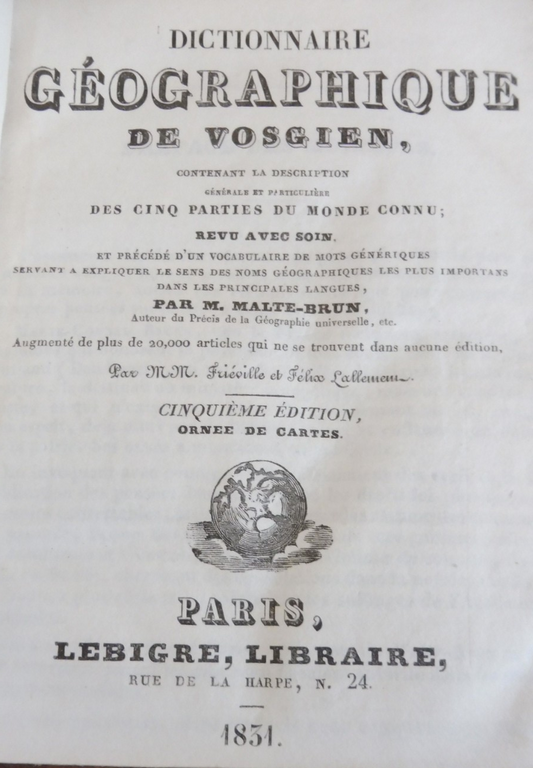 DICTIONNAIRE
GÉOGRAPHIQUE
DE VOSGIEN,
CONTENANT LA DESCRIPTION
GÉNÉRALE ET PARTICULIÈRE
DES CINQ PARTIES DU MONDE CONNU;
REVU AVEC SOIN.
ET PRÉCÉDÉ D'UN VOCABULAIRE DE MOTS GÉNÉRIQUES
SERVANT A EXPLIQUER LE SENS DES NOMS GÉOGRAPHIQUES LES PLUS IMPORTANS
DANS LES PRINCIPALES LANGUES,
PAR M. MALTE-BRUN,
Auteur du Précis de la Géographie universelle, etc.
Augmenté de plus de 20,000 articles qui ne se trouvent dans aucune édition,
Par MM. Friéville et Félix Lallement.
CINQUIÈME ÉDITION,
ORNEE DE CARTES.
PARIS,
LEBIGRE, LIBRAIRE,
RUE DE LA HARPE, N. 24.
1831.